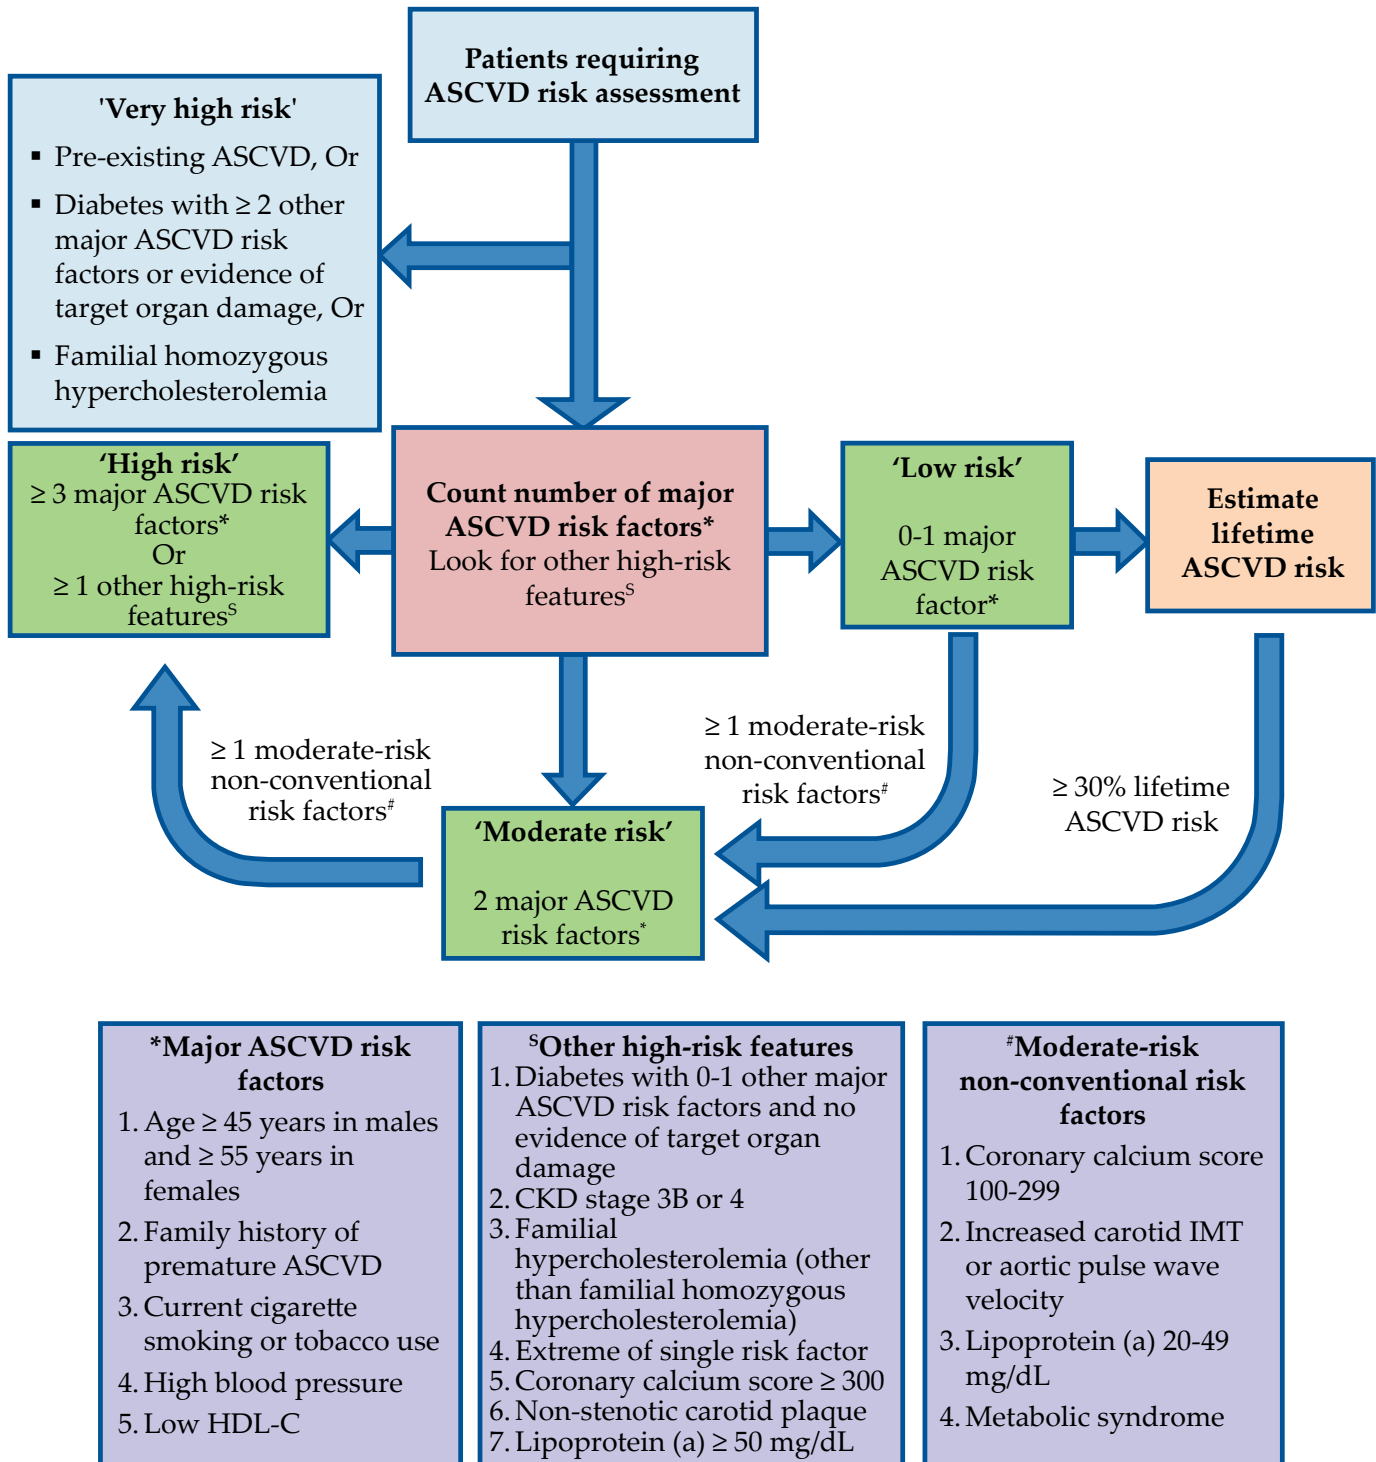 Patients requiring
ASCVD risk assessment
'Very high risk'
▪ Pre-existing ASCVD, Or
▪ Diabetes with ≥ 2 other
major ASCVD risk
factors or evidence of
target organ damage, Or
▪ Familial homozygous
hypercholesterolemia
‘High risk’
≥ 3 major ASCVD risk
factors*
Or
≥ 1 other high-risk
features^S
Count number of major
ASCVD risk factors*
Look for other high-risk
features^S
‘Low risk’
0-1 major
ASCVD risk
factor*
Estimate
lifetime
ASCVD risk
≥ 1 moderate-risk
non-conventional
risk factors^#
≥ 1 moderate-risk
non-conventional
risk factors^#
≥ 30% lifetime
ASCVD risk
‘Moderate risk’
2 major ASCVD
risk factors*
*Major ASCVD risk
factors
1. Age ≥ 45 years in males
and ≥ 55 years in
females
2. Family history of
premature ASCVD
3. Current cigarette
smoking or tobacco use
4. High blood pressure
5. Low HDL-C
^SOther high-risk features
1. Diabetes with 0-1 other major
ASCVD risk factors and no
evidence of target organ
damage
2. CKD stage 3B or 4
3. Familial
hypercholesterolemia (other
than familial homozygous
hypercholesterolemia)
4. Extreme of single risk factor
5. Coronary calcium score ≥ 300
6. Non-stenotic carotid plaque
7. Lipoprotein (a) ≥ 50 mg/dL
^#Moderate-risk
non-conventional risk
factors
1. Coronary calcium score
100-299
2. Increased carotid IMT
or aortic pulse wave
velocity
3. Lipoprotein (a) 20-49
mg/dL
4. Metabolic syndrome